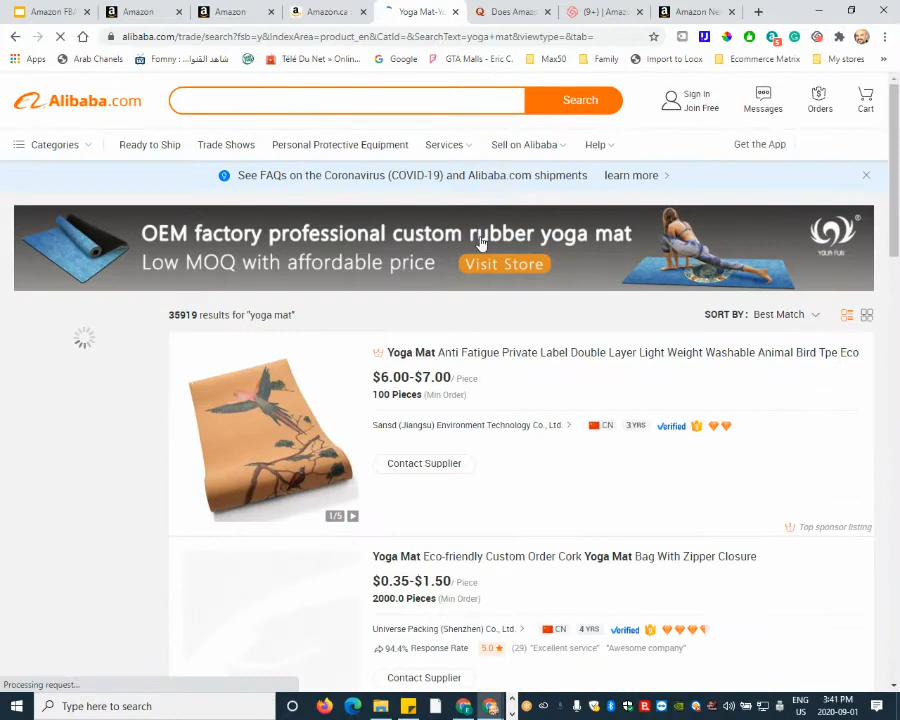 Amazon FBA
Amazon
Amazon
Amazon.ca
Yoga Mat-Yo
Does Amazo
(9+) | Amazo
Amazon Ne
alibaba.com/trade/search?fsb=y&IndexArea=product_en&CatId=&SearchText=yoga+mat&viewtype=&tab=
Apps
Arab Chanels
Fomny : شاهد القنوا...
Télé Du Net » Onlin...
Google
GTA Malls - Eric C.
Max50
Family
Import to Loox
Ecommerce Matrix
My stores
Alibaba.com
Search
Sign In
Join Free
Messages
Orders
Cart
Categories
Ready to Ship
Trade Shows
Personal Protective Equipment
Services
Sell on Alibaba
Help
Get the App
See FAQs on the Coronavirus (COVID-19) and Alibaba.com shipments learn more
OEM factory professional custom rubber yoga mat
Low MOQ with affordable price Visit Store
YOGA FUN
35919 results for "yoga mat"
SORT BY : Best Match
Yoga Mat Anti Fatigue Private Label Double Layer Light Weight Washable Animal Bird Tpe Eco
$6.00-$7.00/ Piece
100 Pieces (Min Order)
Sansd (Jiangsu) Environment Technology Co., Ltd. CN 3 YRS Verified
Contact Supplier
1/5
Top sponsor listing
Yoga Mat Eco-friendly Custom Order Cork Yoga Mat Bag With Zipper Closure
$0.35-$1.50/ Piece
2000.0 Pieces (Min Order)
Universe Packing (Shenzhen) Co., Ltd. CN 4 YRS Verified
94.4% Response Rate 5.0 (29) "Excellent service" "Awesome company"
Contact Supplier
Processing request...
Type here to search
ENG
US
3:41 PM
2020-09-01